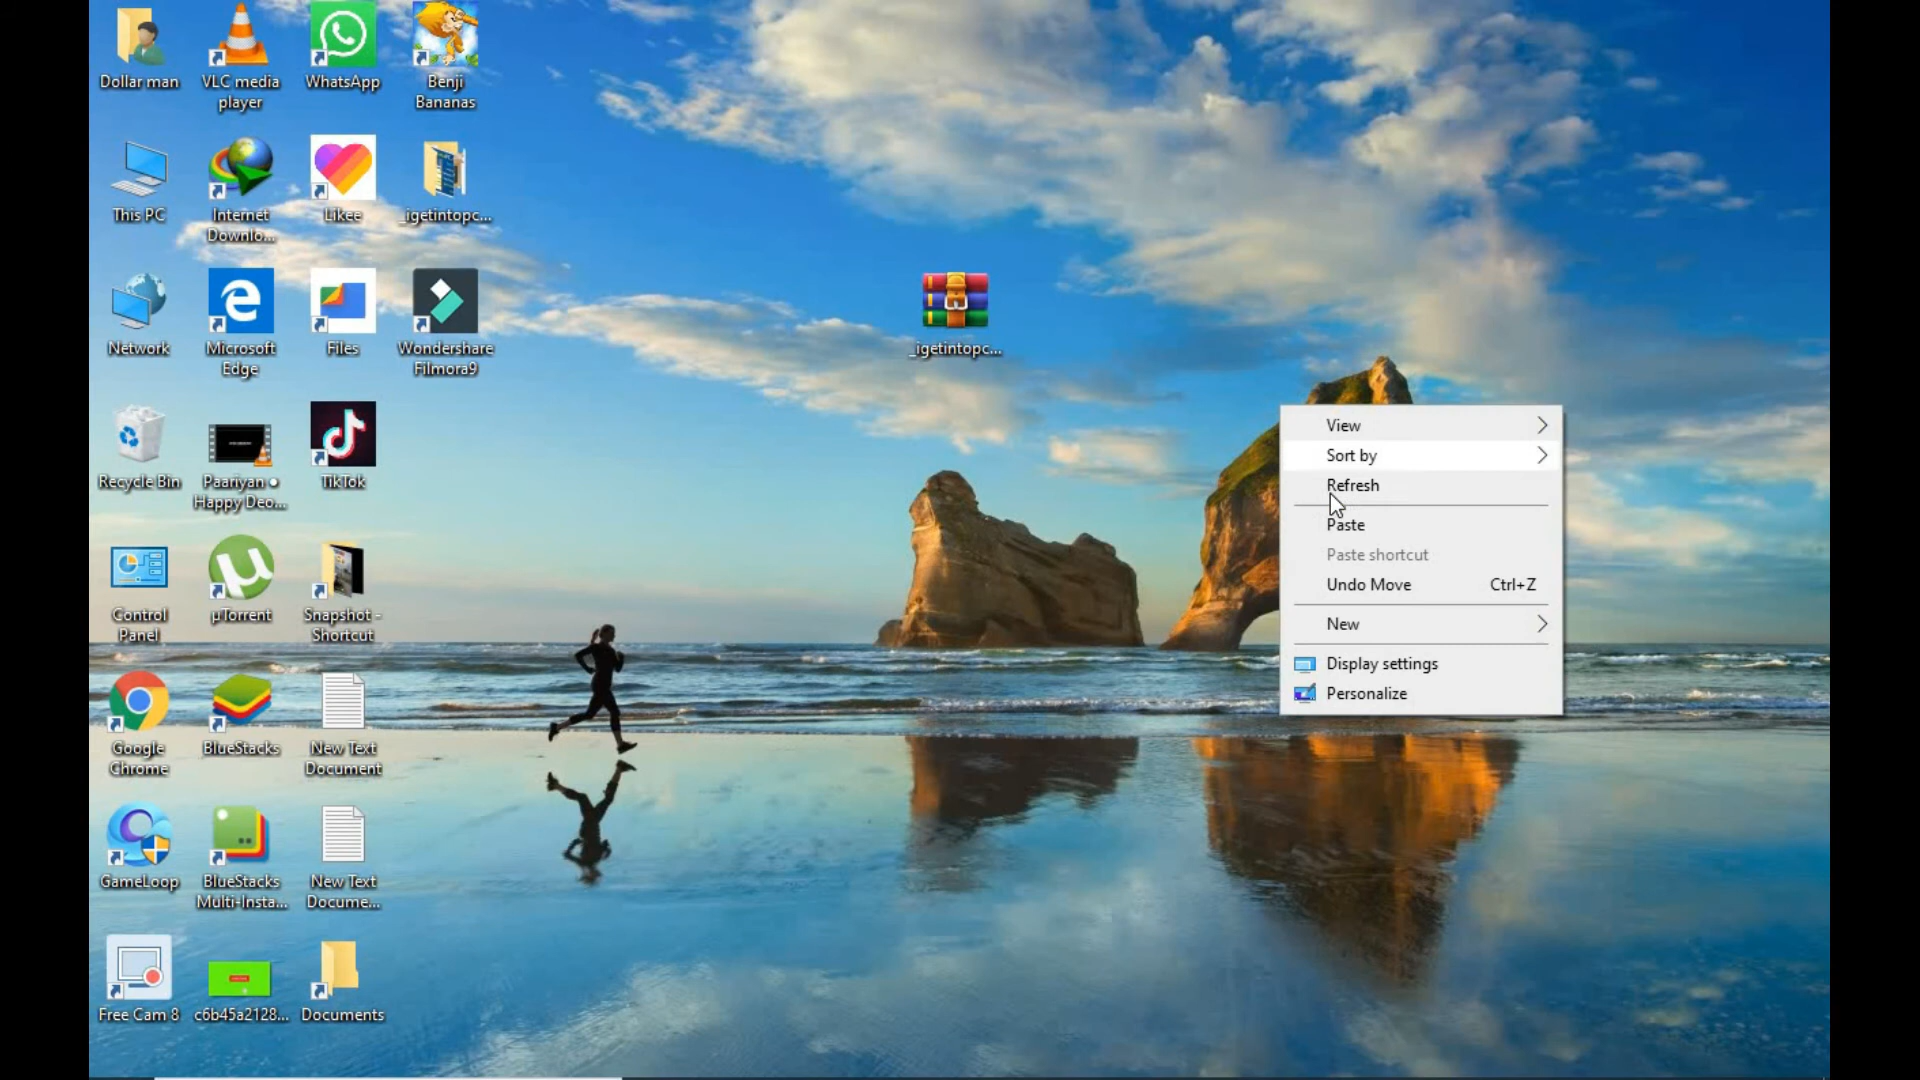 Dollar man
VLC media
player
WhatsApp
Benji
Bananas
This PC
Internet
Downlo...
Likee
_igetintopc...
Network
Microsoft
Edge
Files
Wondershare
Filmora9
_igetintopc...
Recycle Bin
Paariyan •
Happy Deo...
TikTok
Control
Panel
µTorrent
Snapshot -
Shortcut
Google
Chrome
BlueStacks
New Text
Document
GameLoop
BlueStacks
Multi-Insta...
New Text
Docume...
Free Cam 8
c6b45a2128...
Documents
View
Sort by
Refresh
Paste
Paste shortcut
Undo Move Ctrl+Z
New
Display settings
Personalize